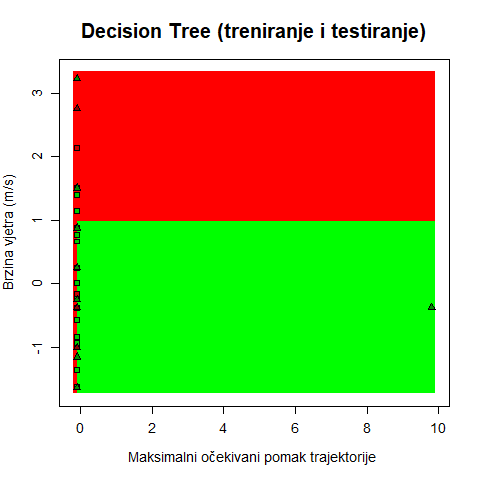 Decision Tree (treniranje i testiranje)
Brzina vjetra (m/s)
3
2
1
0
-1
0 2 4 6 8 10
Maksimalni očekivani pomak trajektorije